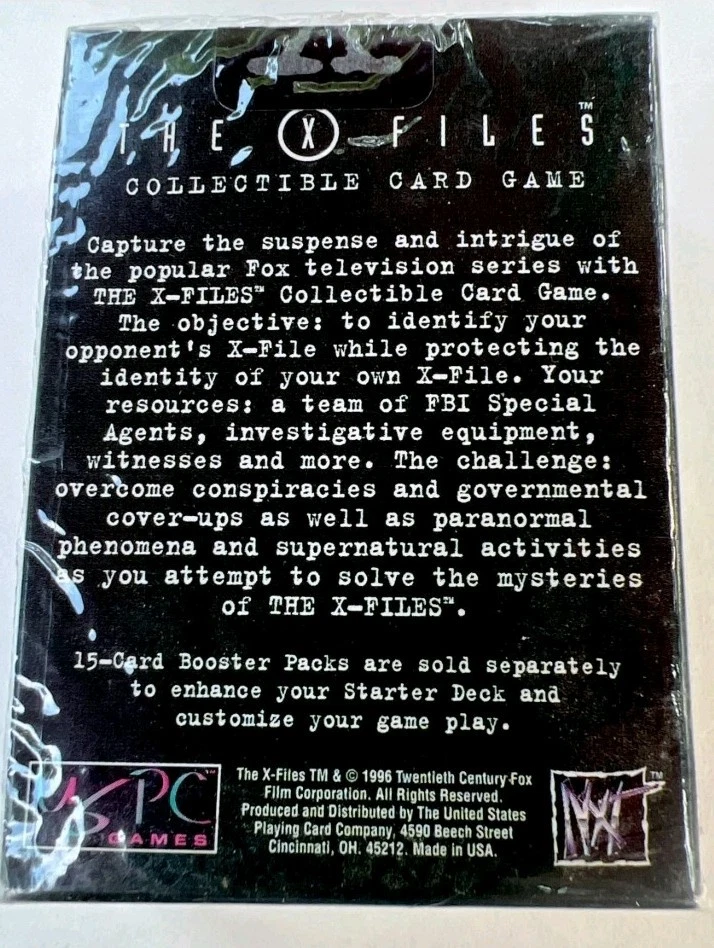 THE X FILES™
COLLECTIBLE CARD GAME
Capture the suspense and intrigue of
the popular Fox television series with
THE X-FILES™ Collectible Card Game.
The objective: to identify your
opponent's X-File while protecting the
identity of your own X-File. Your
resources: a team of FBI Special
Agents, investigative equipment,
witnesses and more. The challenge:
overcome conspiracies and governmental
cover-ups as well as paranormal
phenomena and supernatural activities
as you attempt to solve the mysteries
of THE X-FILES™.
15-Card Booster Packs are sold separately
to enhance your Starter Deck and
customize your game play.
USPC™
GAMES
The X-Files TM & © 1996 Twentieth Century Fox
Film Corporation. All Rights Reserved.
Produced and Distributed by The United States
Playing Card Company, 4590 Beech Street
Cincinnati, OH. 45212. Made in USA.
NXT™